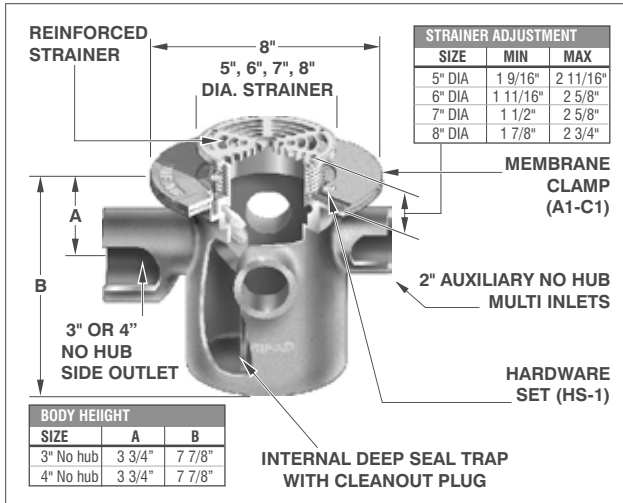 REINFORCED
STRAINER
8"
5", 6", 7", 8"
DIA. STRAINER
STRAINER ADJUSTMENT
SIZE MIN MAX
5" DIA 1 9/16" 2 11/16"
6" DIA 1 11/16" 2 5/8"
7" DIA 1 1/2" 2 5/8"
8" DIA 1 7/8" 2 3/4"
MEMBRANE
CLAMP
(A1-C1)
A
B
2" AUXILIARY NO HUB
MULTI INLETS
3" OR 4”
NO HUB
SIDE OUTLET
HARDWARE
SET (HS-1)
BODY HEIIGHT
SIZE A B
3" No hub 3 3/4” 7 7/8”
4" No hub 3 3/4” 7 7/8”
INTERNAL DEEP SEAL TRAP
WITH CLEANOUT PLUG